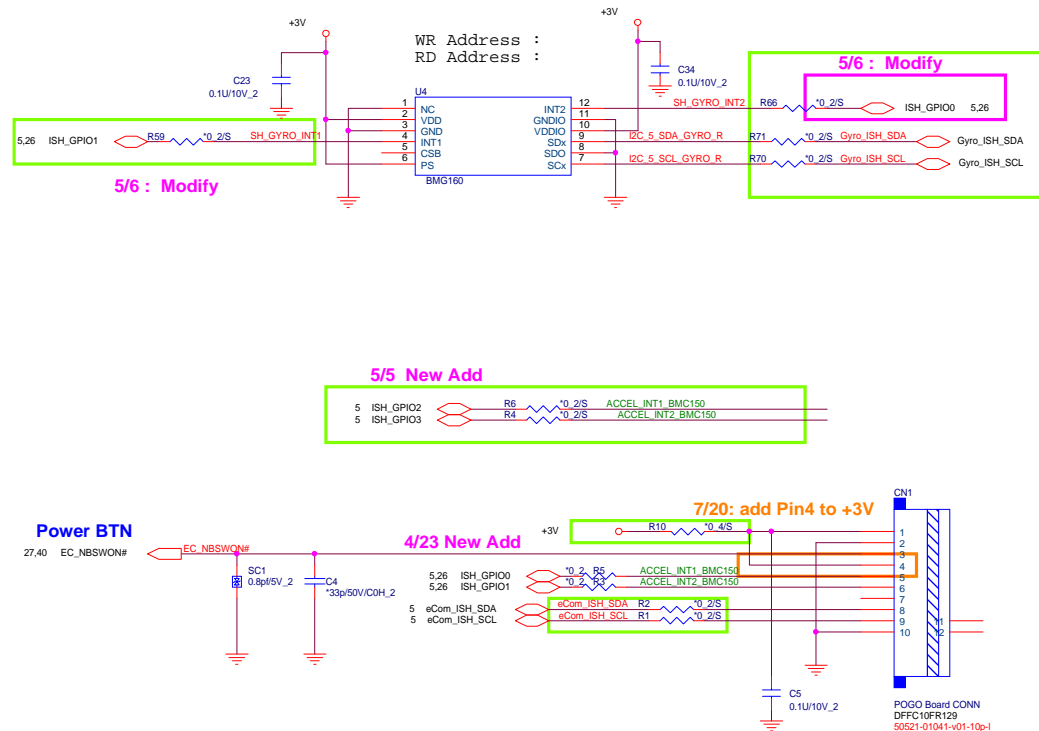 +3V
+3V
WR Address :
RD Address :
C23
0.1U/10V_2
C34
0.1U/10V_2
5/6 : Modify
U4
1 NC
2 VDD
3 GND
4 INT1
5 CSB
6 PS
INT2 12
GNDIO 11
VDDIO 10
SDx 9
SDO 8
SCx 7
BMG160
SH_GYRO_INT2 R66 *0_2/S ISH_GPIO0 5,26
5,26 ISH_GPIO1 R59 *0_2/S SH_GYRO_INT1
I2C_5_SDA_GYRO_R R71 *0_2/S Gyro_ISH_SDA Gyro_ISH_SDA
I2C_5_SCL_GYRO_R R70 *0_2/S Gyro_ISH_SCL Gyro_ISH_SCL
5/6 : Modify
5/5 New Add
5 ISH_GPIO2 R6 *0_2/S ACCEL_INT1_BMC150
5 ISH_GPIO3 R4 *0_2/S ACCEL_INT2_BMC150
CN1
7/20: add Pin4 to +3V
Power BTN
+3V R10 *0_4/S
4/23 New Add
27,40 EC_NBSWON# EC_NBSWON#
SC1
0.8pf/5V_2
C4
*33p/50V/C0H_2
5,26 ISH_GPIO0 *0_2 R5 ACCEL_INT1_BMC150
5,26 ISH_GPIO1 *0_2 R3 ACCEL_INT2_BMC150
5 eCom_ISH_SDA eCom_ISH_SDA R2 *0_2/S
5 eCom_ISH_SCL eCom_ISH_SCL R1 *0_2/S
1
2
3
4
5
6
7
8
9
10
11
12
C5
0.1U/10V_2
POGO Board CONN
DFFC10FR129
50521-01041-v01-10p-l